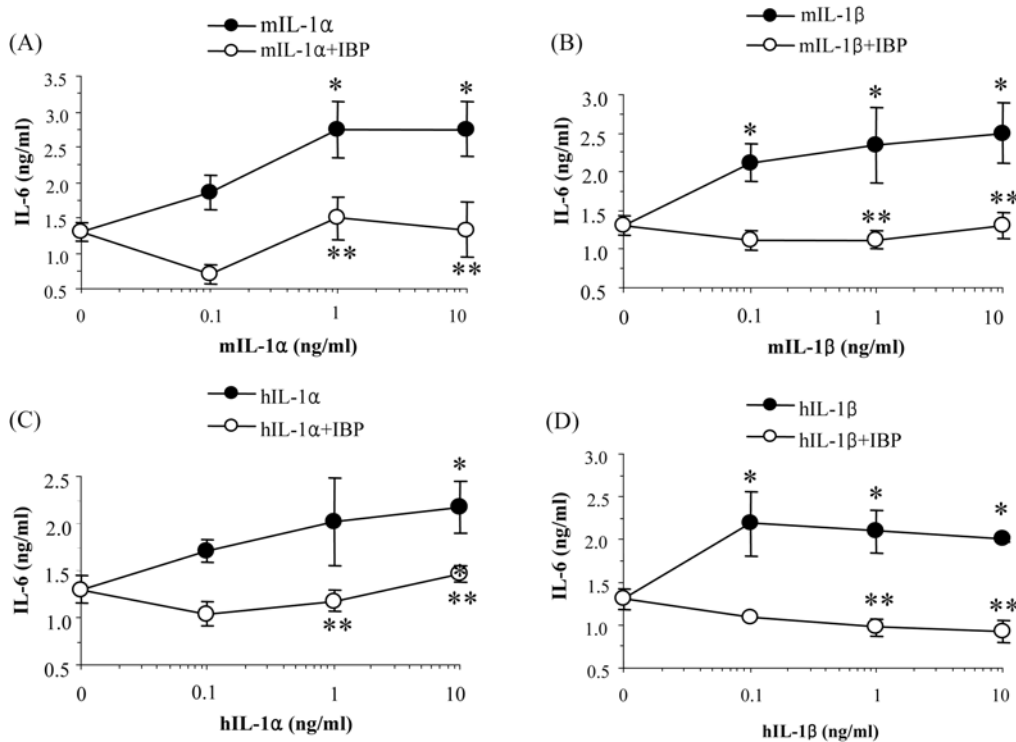 (A)
mIL-1α
mIL-1α+IBP
3.5
3.0
2.5
2.0
1.5
1.0
0.5
IL-6 (ng/ml)
* *
** **
0 0.1 1 10
mIL-1α (ng/ml)
(B)
mIL-1β
mIL-1β+IBP
3.0
2.5
2.0
1.5
1.0
0.5
IL-6 (ng/ml)
* * *
** **
0 0.1 1 10
mIL-1β (ng/ml)
(C)
hIL-1α
hIL-1α+IBP
2.5
2.0
1.5
1.0
0.5
IL-6 (ng/ml)
*
*
** **
0 0.1 1 10
hIL-1α (ng/ml)
(D)
hIL-1β
hIL-1β+IBP
3.0
2.5
2.0
1.5
1.0
0.5
IL-6 (ng/ml)
* * *
** **
0 0.1 1 10
hIL-1β (ng/ml)